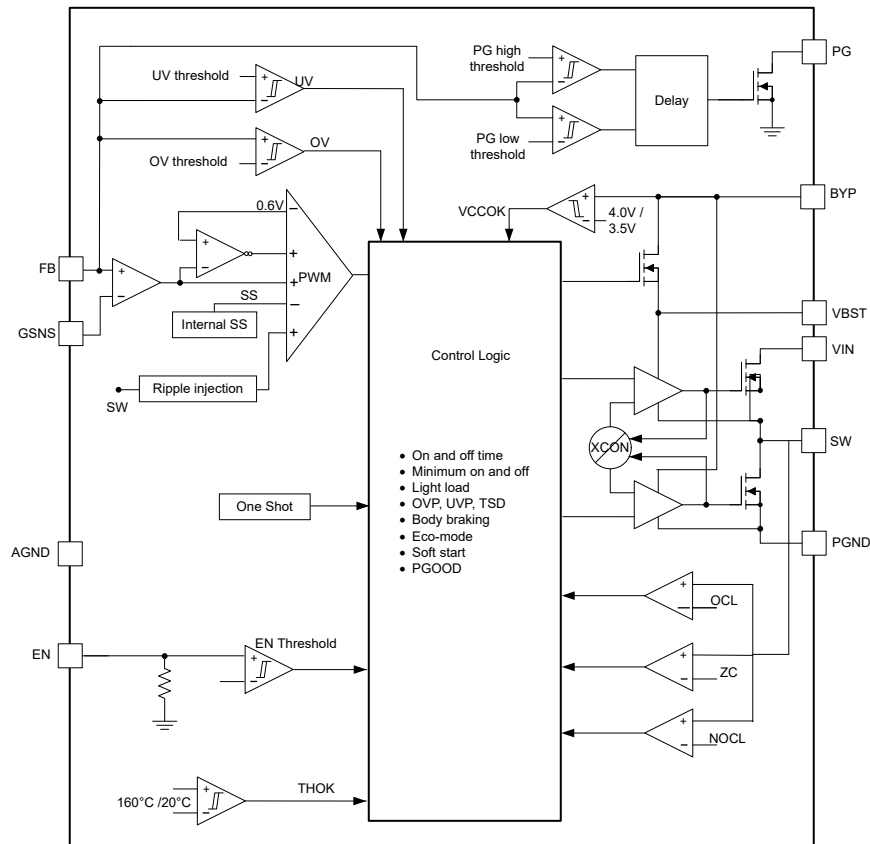 PG high
threshold
PG
UV threshold
+
−
UV
Delay
+
−
+
−
PG low
threshold
OV threshold
+
−
OV
BYP
VCCOK
+
−
4.0V /
3.5V
0.6V
−
+
−
+
FB
+
−
+
PWM
SS
−
GSNS
Internal SS
+
VBST
VIN
Control Logic
Ripple injection
SW
XCON
SW
• On and off time
• Minimum on and off
• Light load
• OVP, UVP, TSD
• Body braking
• Eco-mode
• Soft start
• PGOOD
One Shot
AGND
PGND
+
−
OCL
EN
EN Threshold
+
−
+
−
ZC
+
−
NOCL
THOK
+
−
160°C /20°C